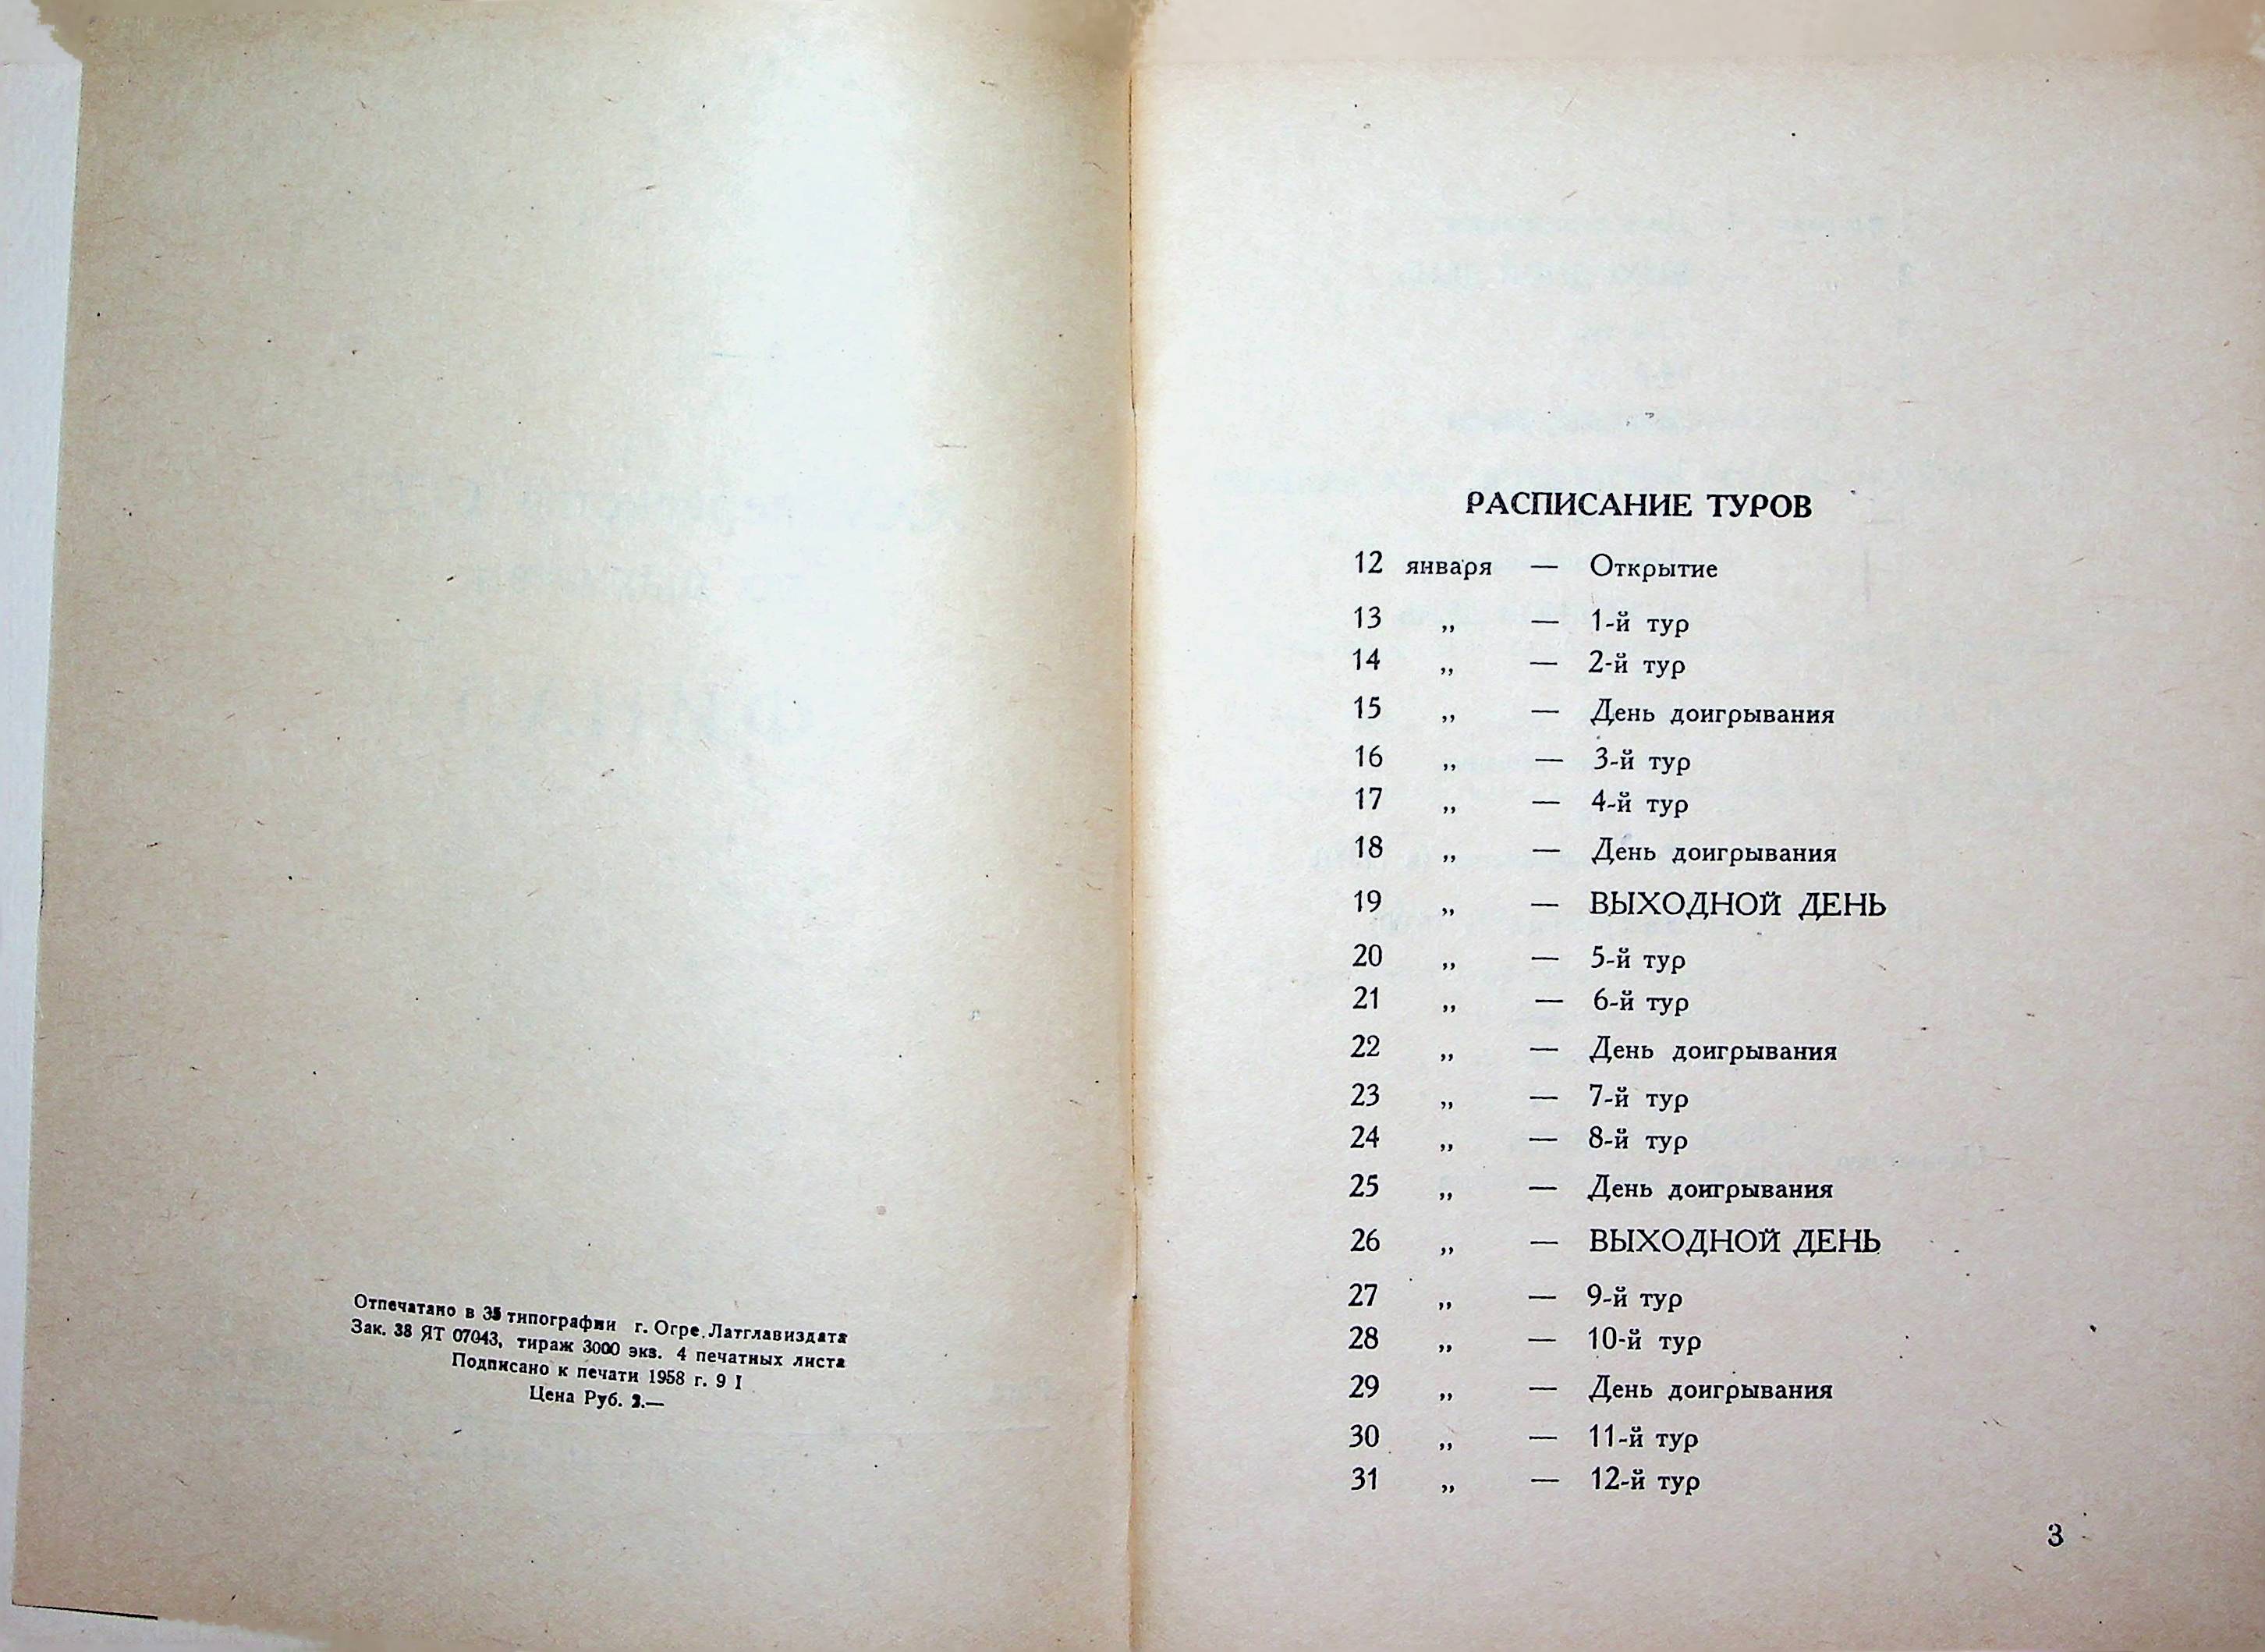 Отпечатано в 35 типографии г. Огре. Латглавиздата
Зак. 38 ЯТ 07043, тираж 3000 экз. 4 печатных листа
Подписано к печати 1958 г. 9 I
Цена Руб. 2.—
РАСПИСАНИЕ ТУРОВ
12 января — Открытие
13 „ — 1-й тур
14 „ — 2-й тур
15 „ — День доигрывания
16 „ — 3-й тур
17 „ — 4-й тур
18 „ — День доигрывания
19 „ — ВЫХОДНОЙ ДЕНЬ
20 „ — 5-й тур
21 „ — 6-й тур
22 „ — День доигрывания
23 „ — 7-й тур
24 „ — 8-й тур
25 „ — День доигрывания
26 „ — ВЫХОДНОЙ ДЕНЬ
27 „ — 9-й тур
28 „ — 10-й тур
29 „ — День доигрывания
30 „ — 11-й тур
31 „ — 12-й тур
3